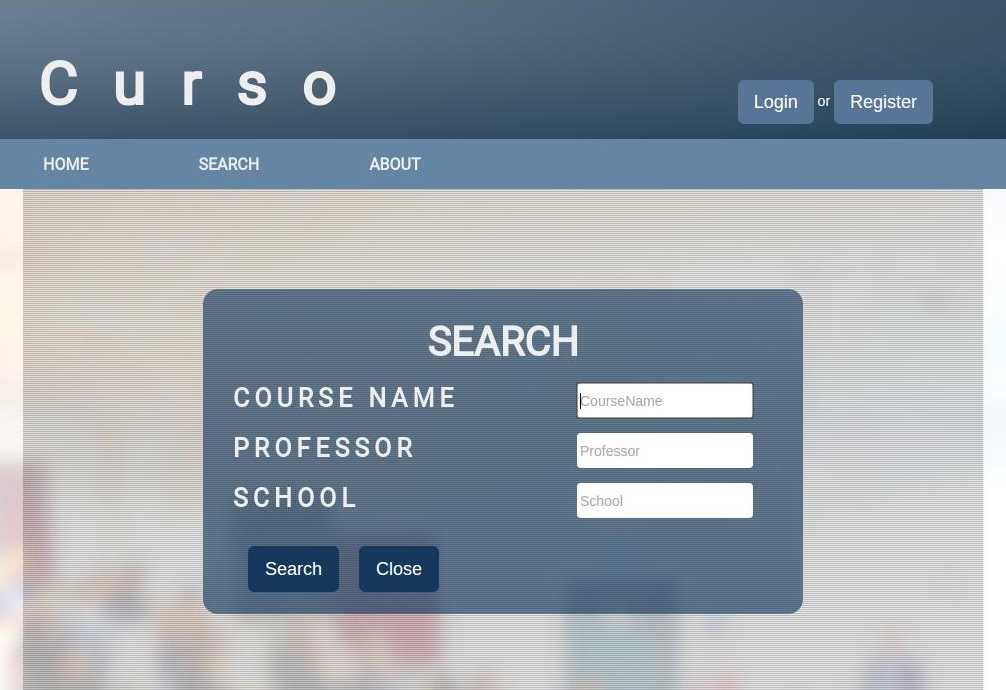 Curso
Login or Register
HOME SEARCH ABOUT
SEARCH
COURSE NAME CourseName
PROFESSOR Professor
SCHOOL School
Search Close